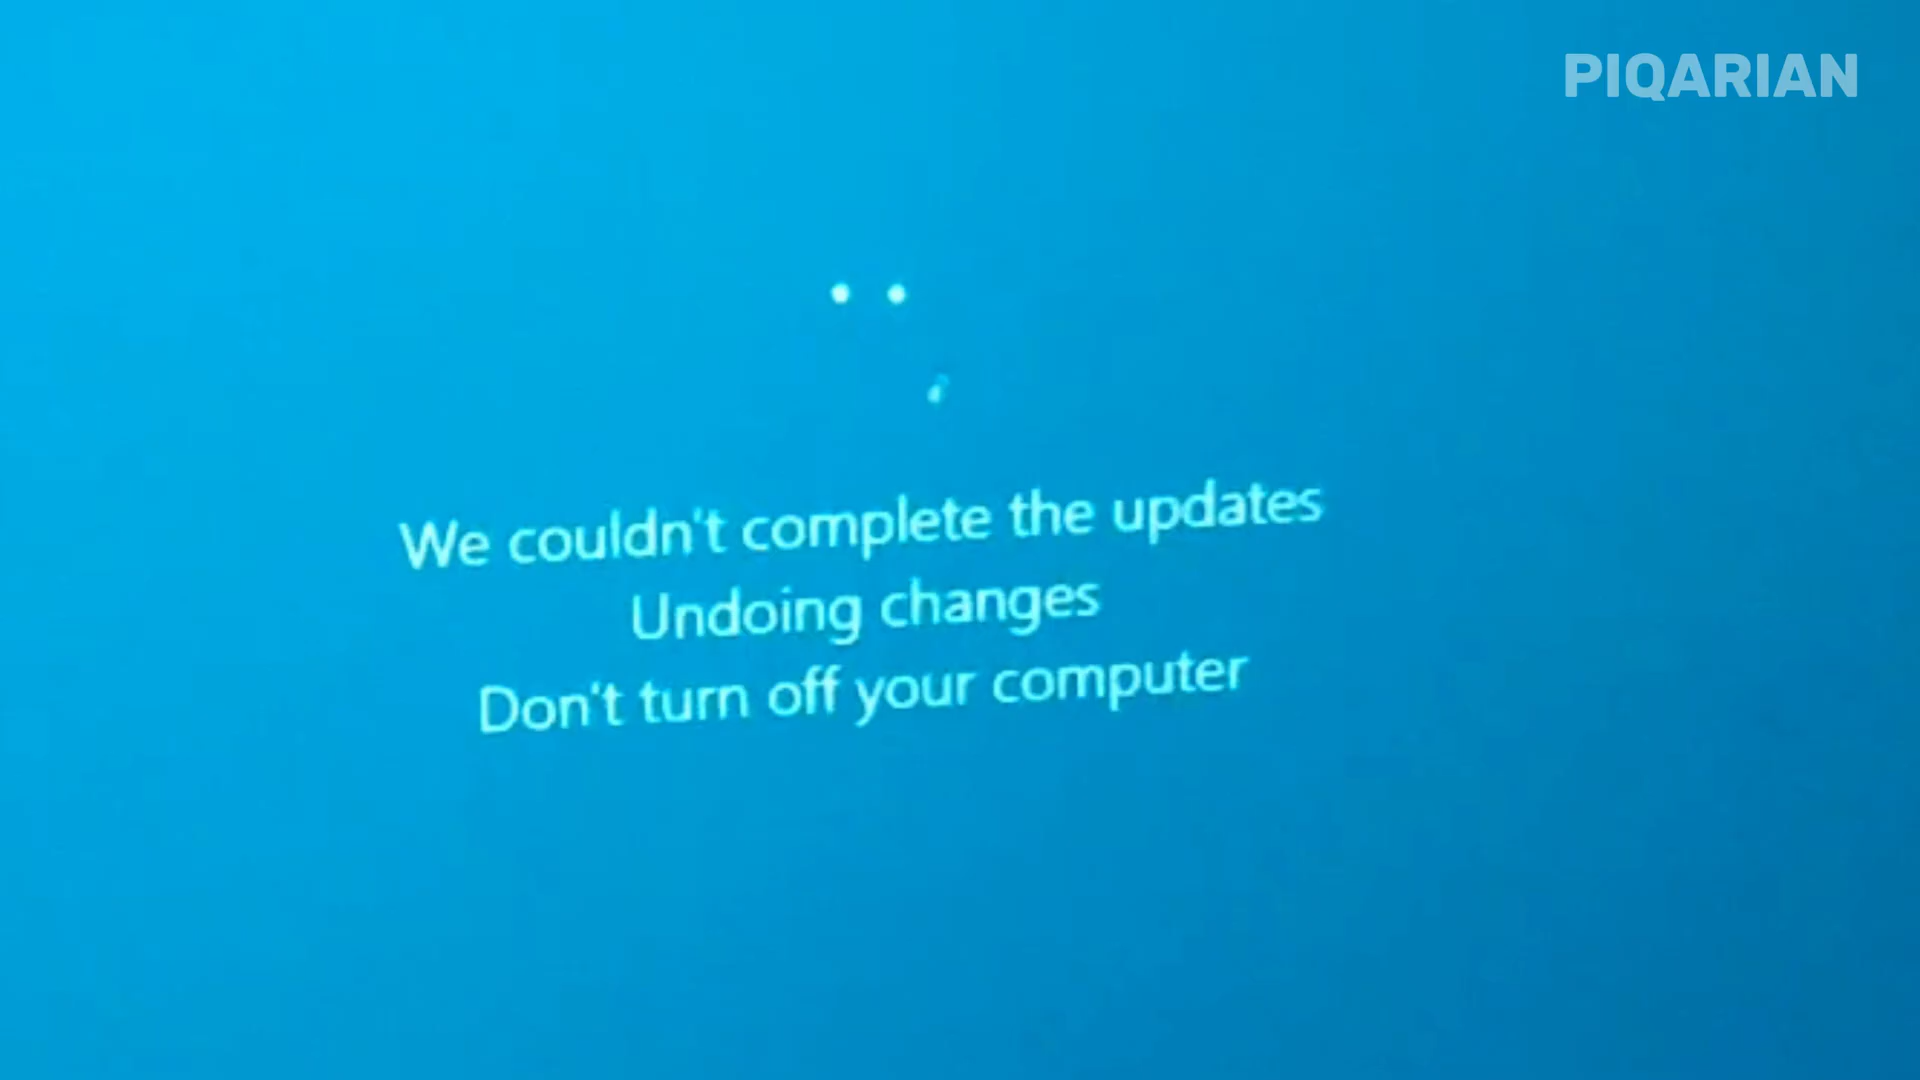 PIQARIAN
We couldn't complete the updates
Undoing changes
Don't turn off your computer